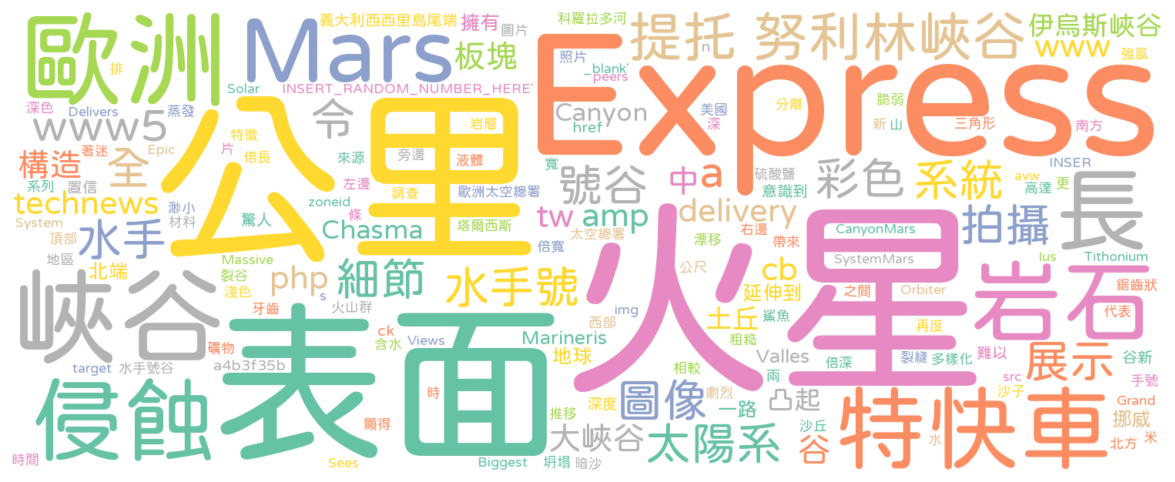 義大利西西里島尾端 擁有 圖片 科羅拉多河 提托 努利林峽谷 伊烏斯峽谷
歐洲 Mars 板塊 照片 n www 強風
排 深色 Delivers 蒸發 Solar INSERT_RANDOM_NUMBER_HERE' _blank' peers Express
www5 公里 令 岩層 Canyon href 美國 深 分離 脆弱 新 山 三角形 南方
構造 著迷 全 Epic 特徵 片 倍長 來源 旁邊 液體 寬 號谷 中 a 硫酸鹽 意識到 彩色 系統 INSER avw 高達 更 長
系列 置信 左邊 調查 歐洲太空總署
technews 渺小 材料 驚人 zoneid 條 塔爾西斯 tw amp delivery 右邊 帶來 CanyonMars 拍攝
System 水手 頂部 Chasma 倍寬 太空總署 漂移 SystemMars Ius Tithonium
地區 北端 Massive 裂谷 淺色 php 細節 水手號 公尺 cb 延伸到 之間 Orbiter 鋸齒狀
峽谷 牙齒 s 火山群 Marineris img 西部 土丘 鯊魚 火星 再度 岩石 代表
礦物 ck 含水 Views 表面 地球 粗糙 Valles 倍深 裂縫 多樣化 難以 展示 谷新
target 水手號谷 a4b3f35b 相較 兩 src 手號
侵蝕 時 深度 圖像 劇烈 一路 凸起 沙子 Grand 挪威
顯得 推移 大峽谷 太陽系 沙丘 谷 特快車 水 北方 米
時間 Sees Biggest 坍塌 暗沙